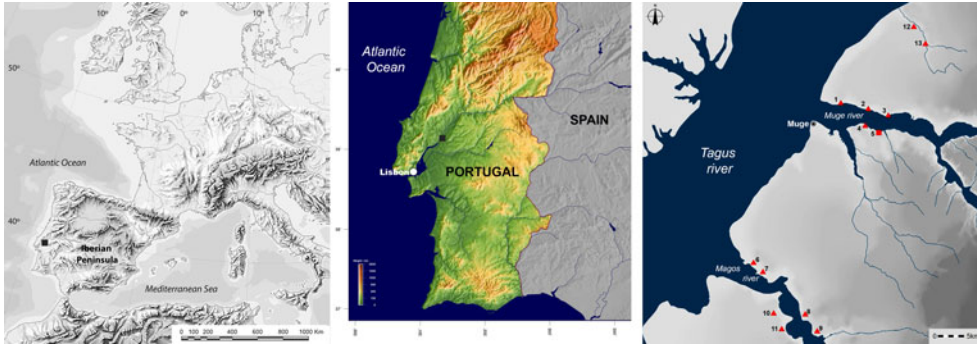 10°
0°
10°
50°
Atlantic Ocean
40°
Iberian
Peninsula
Mediterranean Sea
0 100 200 400 600 800 1000 Km
Atlantic
Ocean
SPAIN
Lisbon
PORTUGAL
12
13
1
2
3
Muge river
Muge
4
5
Tagus
river
6
7
Magos
river
8
9
10
11
0 5km